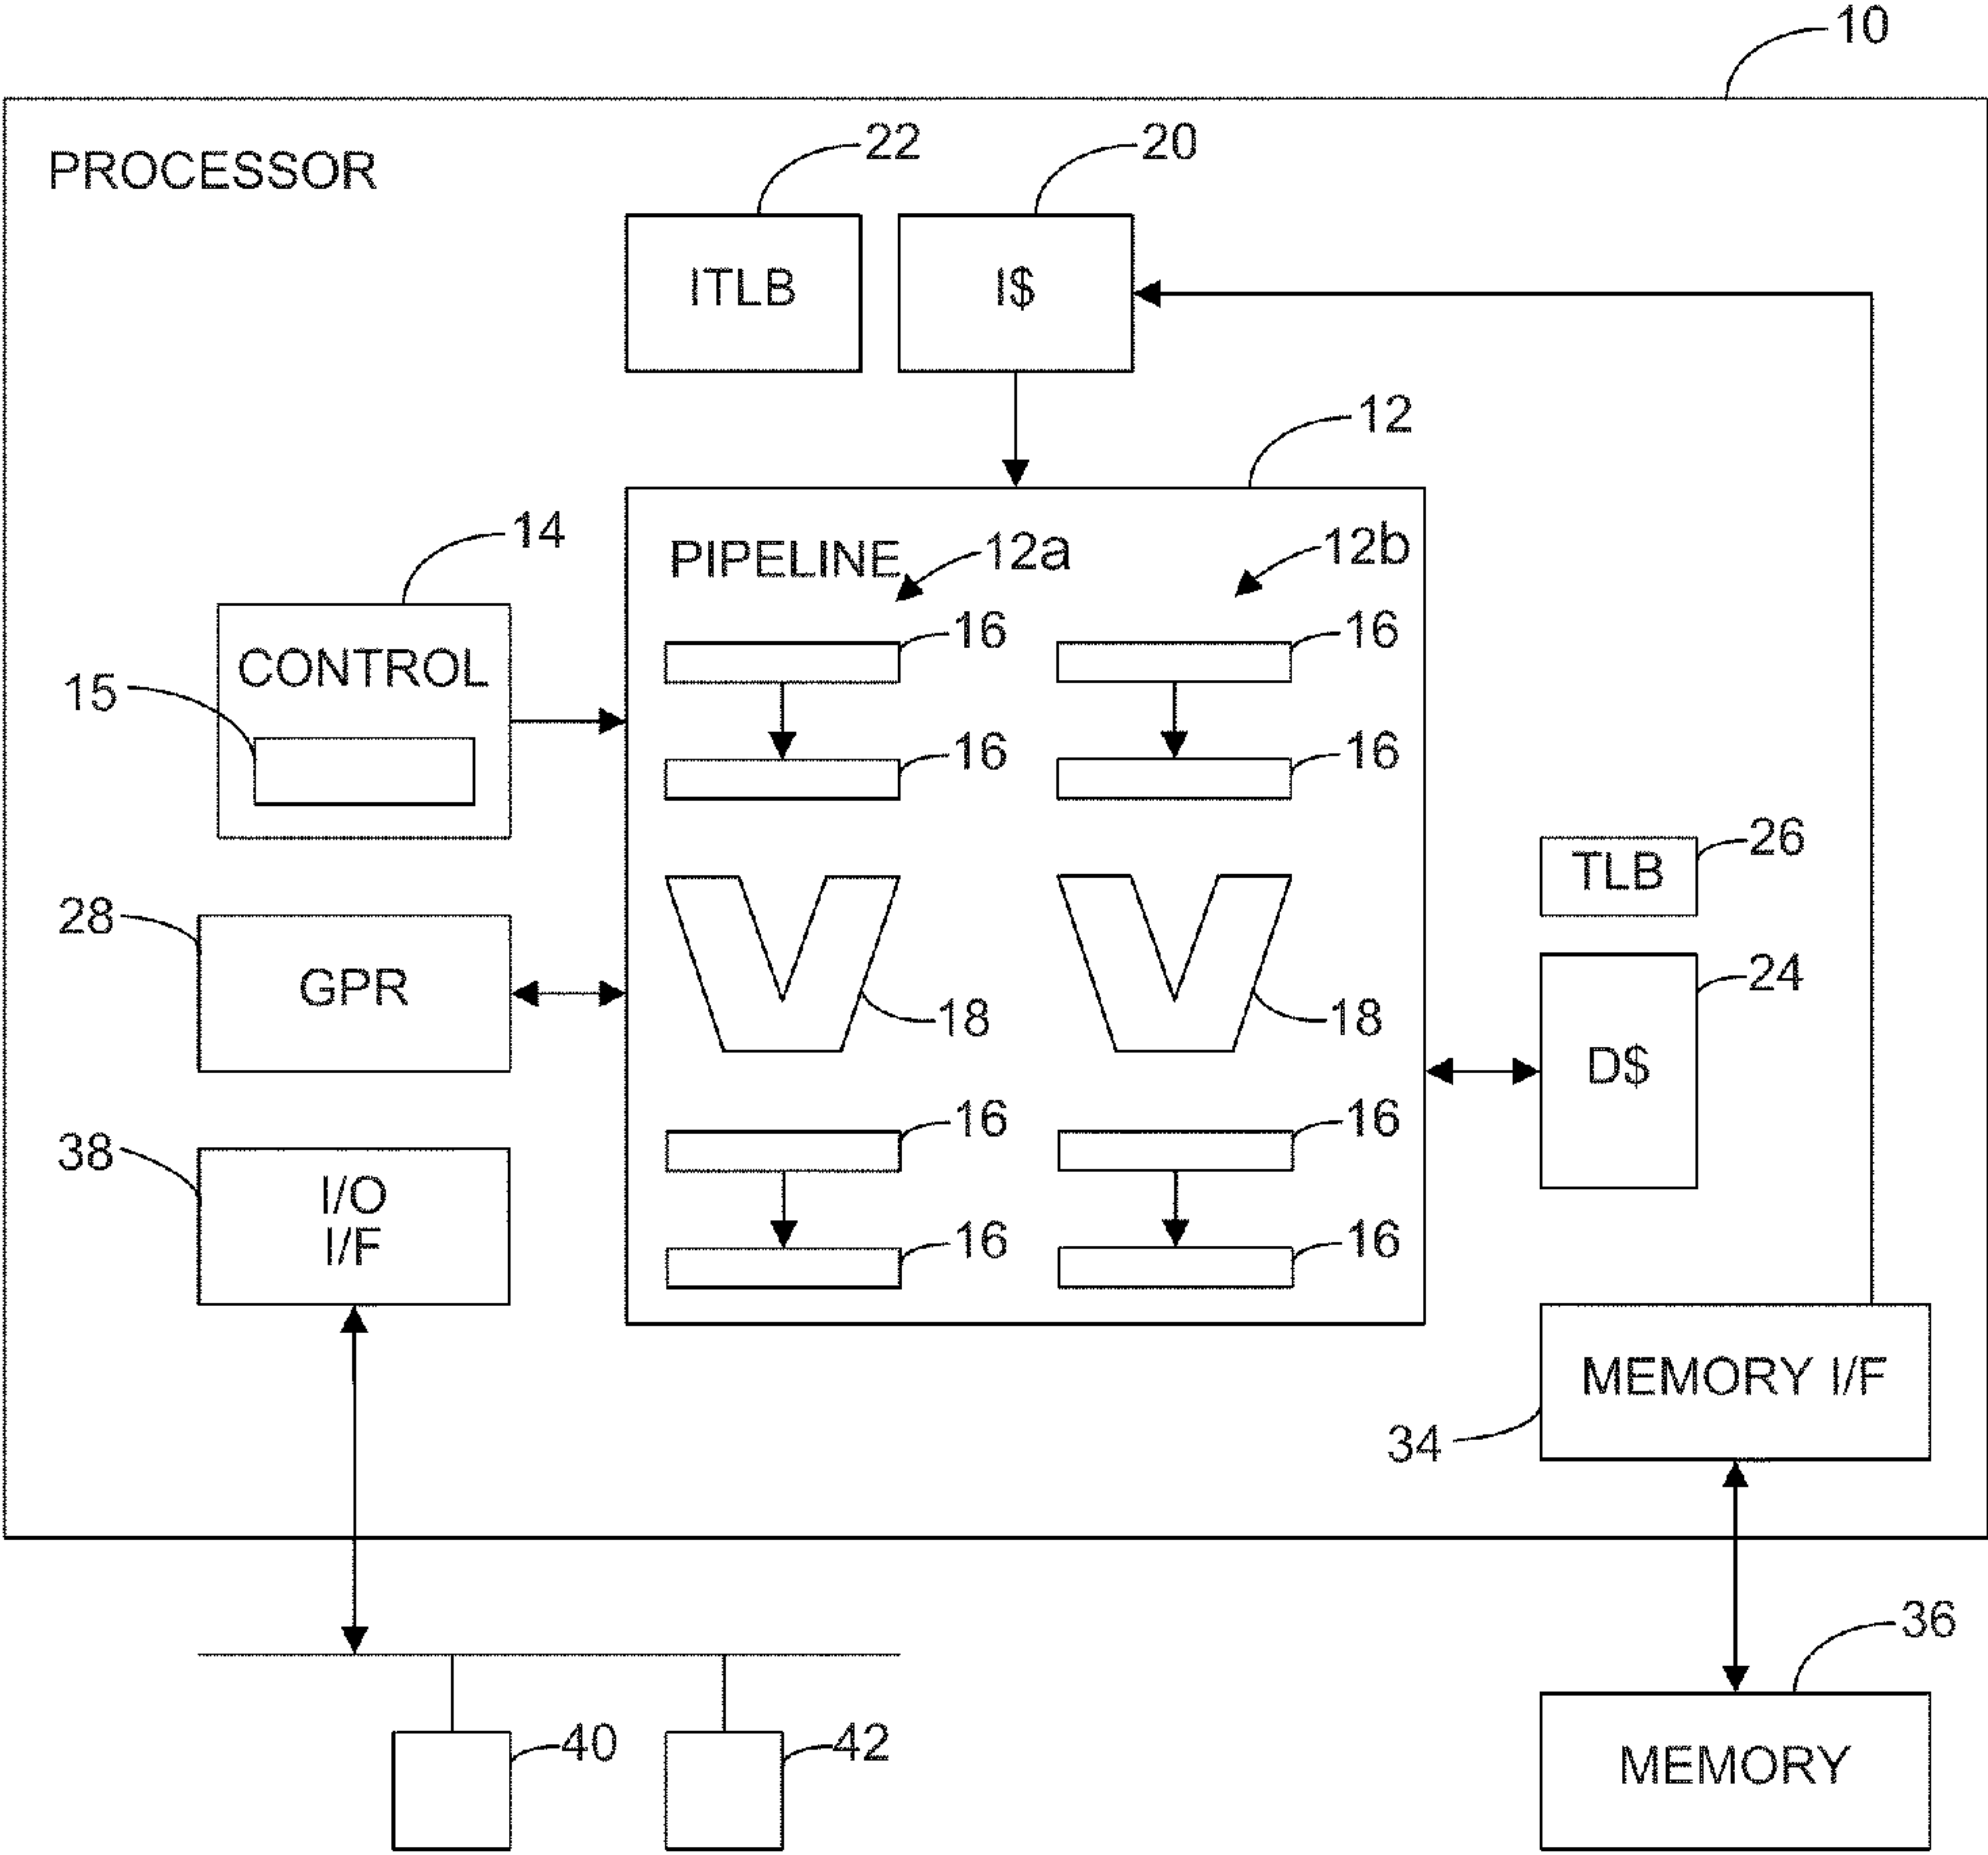 10
PROCESSOR
22
20
ITLB
I$
12
14
PIPELINE
12a
12b
CONTROL
15
16
16
16
16
26
TLB
28
GPR
18
18
24
D$
38
I/O
I/F
16
16
16
16
MEMORY I/F
34
36
40
42
MEMORY